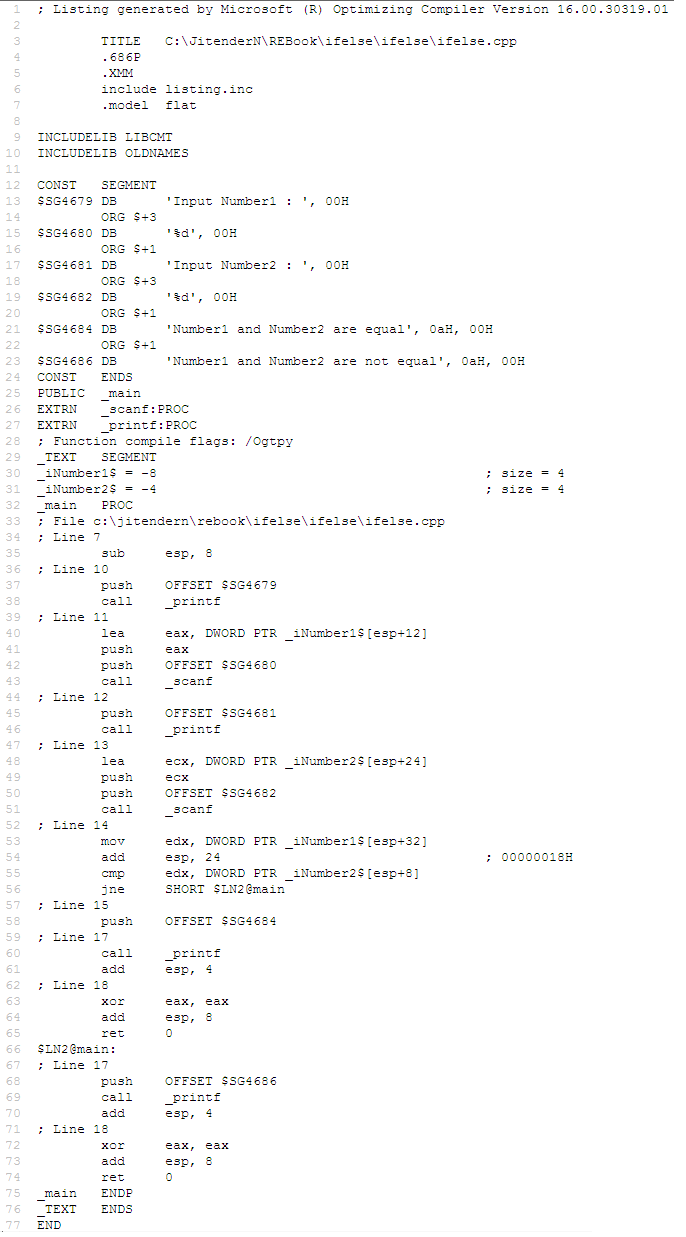 1 ; Listing generated by Microsoft (R) Optimizing Compiler Version 16.00.30319.01
2
3 TITLE C:\JitenderN\REBook\ifelse\ifelse\ifelse.cpp
4 .686P
5 .XMM
6 include listing.inc
7 .model flat
8
9 INCLUDELIB LIBCMT
10 INCLUDELIB OLDNAMES
11
12 CONST SEGMENT
13 $SG4679 DB 'Input Number1 : ', 00H
14 ORG $+3
15 $SG4680 DB '%d', 00H
16 ORG $+1
17 $SG4681 DB 'Input Number2 : ', 00H
18 ORG $+3
19 $SG4682 DB '%d', 00H
20 ORG $+1
21 $SG4684 DB 'Number1 and Number2 are equal', 0aH, 00H
22 ORG $+1
23 $SG4686 DB 'Number1 and Number2 are not equal', 0aH, 00H
24 CONST ENDS
25 PUBLIC _main
26 EXTRN _scanf:PROC
27 EXTRN _printf:PROC
28 ; Function compile flags: /Ogtpy
29 _TEXT SEGMENT
30 _iNumber1$ = -8 ; size = 4
31 _iNumber2$ = -4 ; size = 4
32 _main PROC
33 ; File c:\jitendern\rebook\ifelse\ifelse\ifelse.cpp
34 ; Line 7
35 sub esp, 8
36 ; Line 10
37 push OFFSET $SG4679
38 call _printf
39 ; Line 11
40 lea eax, DWORD PTR _iNumber1$[esp+12]
41 push eax
42 push OFFSET $SG4680
43 call _scanf
44 ; Line 12
45 push OFFSET $SG4681
46 call _printf
47 ; Line 13
48 lea ecx, DWORD PTR _iNumber2$[esp+24]
49 push ecx
50 push OFFSET $SG4682
51 call _scanf
52 ; Line 14
53 mov edx, DWORD PTR _iNumber1$[esp+32]
54 add esp, 24 ; 00000018H
55 cmp edx, DWORD PTR _iNumber2$[esp+8]
56 jne SHORT $LN2@main
57 ; Line 15
58 push OFFSET $SG4684
59 ; Line 17
60 call _printf
61 add esp, 4
62 ; Line 18
63 xor eax, eax
64 add esp, 8
65 ret 0
66 $LN2@main:
67 ; Line 17
68 push OFFSET $SG4686
69 call _printf
70 add esp, 4
71 ; Line 18
72 xor eax, eax
73 add esp, 8
74 ret 0
75 _main ENDP
76 _TEXT ENDS
77 END